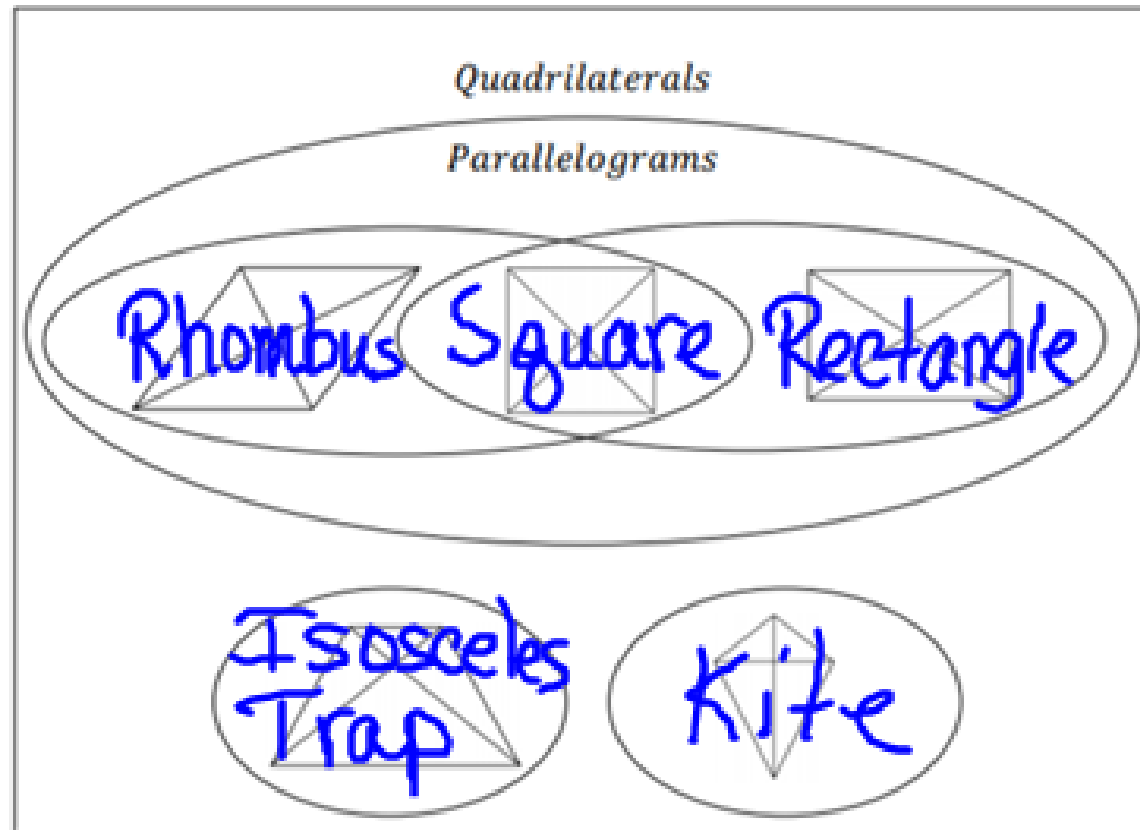 Quadrilaterals
Parallelograms
Rhombus Square Rectangle
Isosceles
Trap
Kite